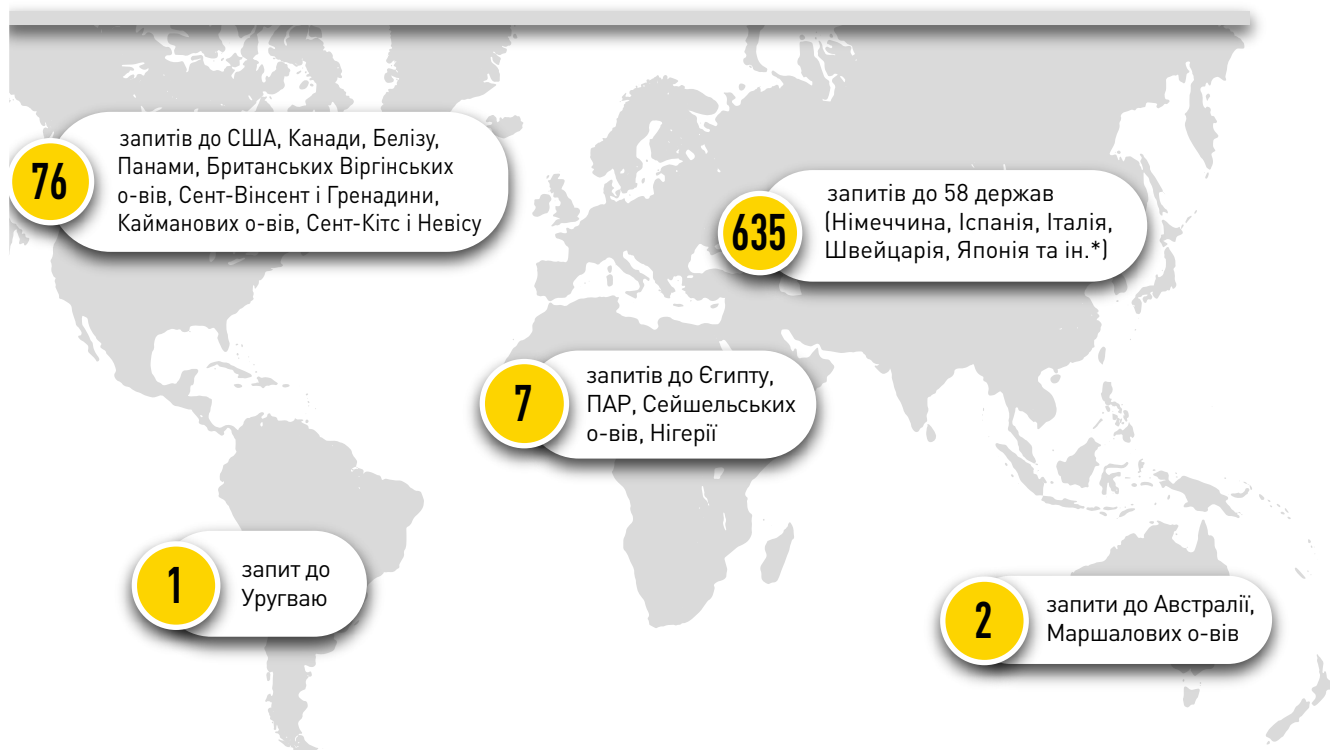 76
запитів до США, Канади, Белізу,
Панами, Британських Віргінських
о-вів, Сент-Вінсент і Гренадини,
Кайманових о-вів, Сент-Кітс і Невісу
635
запитів до 58 держав
(Німеччина, Іспанія, Італія,
Швейцарія, Японія та ін.*)
7
запитів до Єгипту,
ПАР, Сейшельських
о-вів, Нігерії
1
запит до
Уругваю
2
запити до Австралії,
Маршалових о-вів